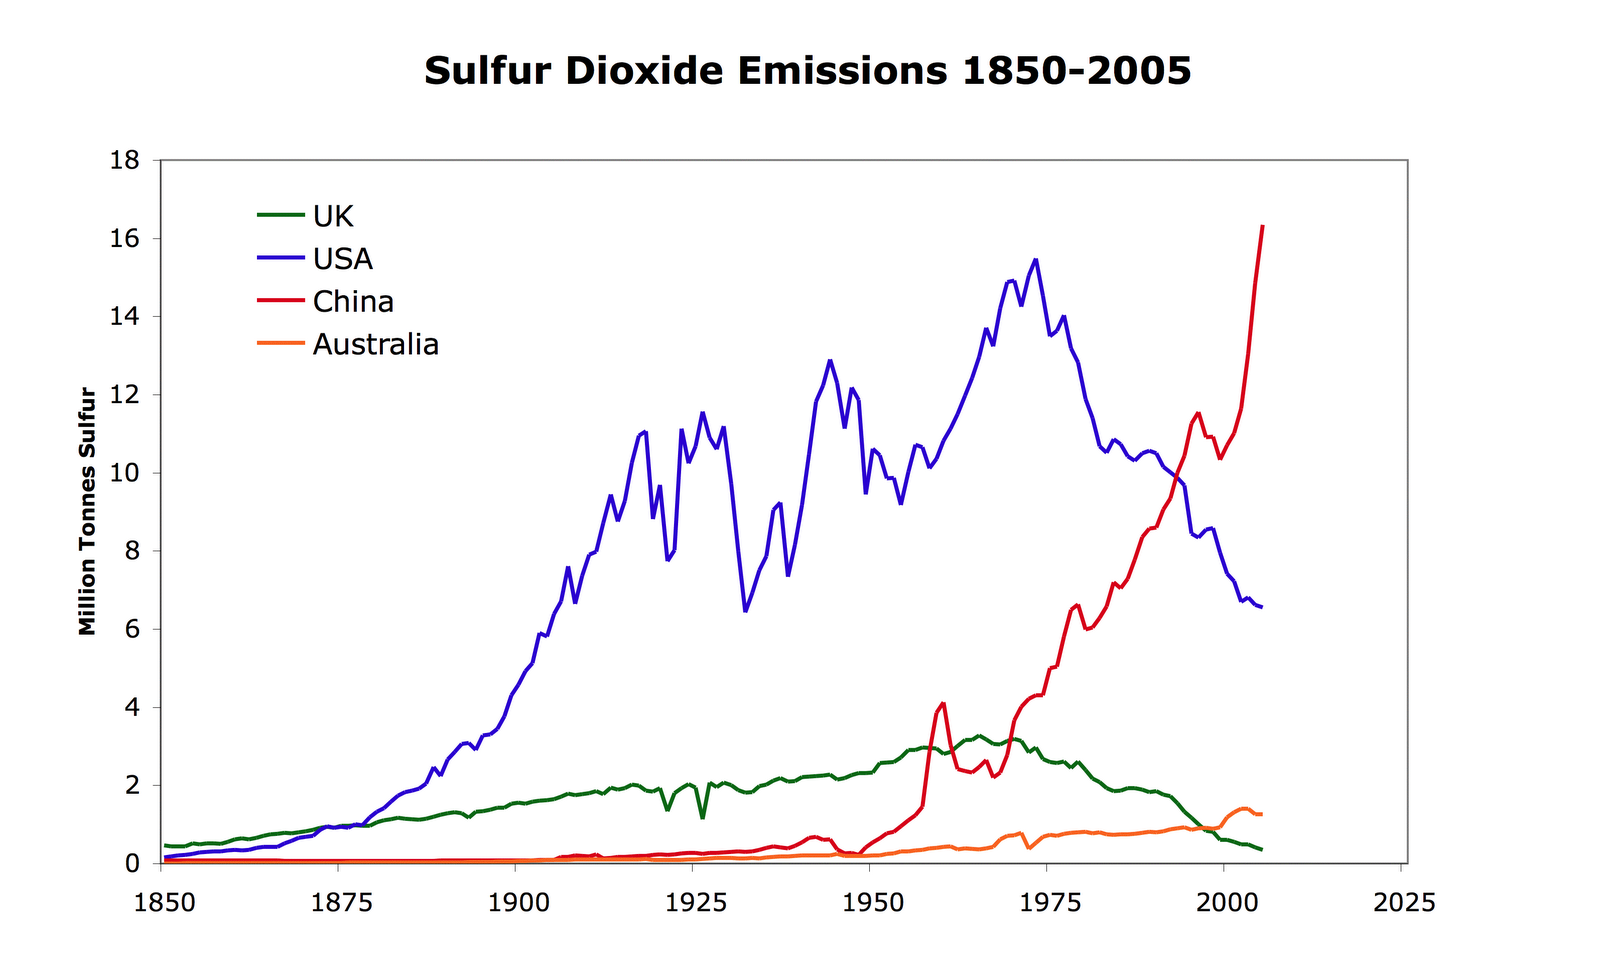 Sulfur Dioxide Emissions 1850-2005
18
16
14
12
10
8
6
4
2
0
Million Tonnes Sulfur
UK
USA
China
Australia
1850 1875 1900 1925 1950 1975 2000 2025